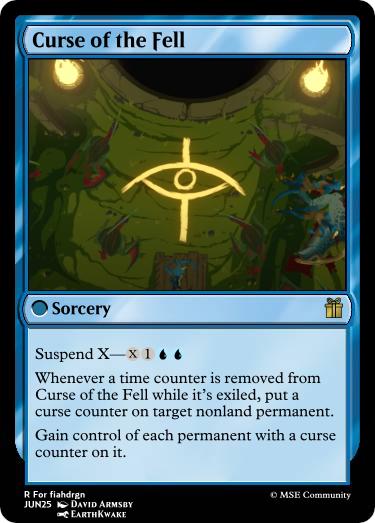 Curse of the Fell
Sorcery
Suspend X—X1
Whenever a time counter is removed from
Curse of the Fell while it's exiled, put a
curse counter on target nonland permanent.
Gain control of each permanent with a curse
counter on it.
R For fiahdrgn
JUN25 David Armsby
EarthKwake
© MSE Community